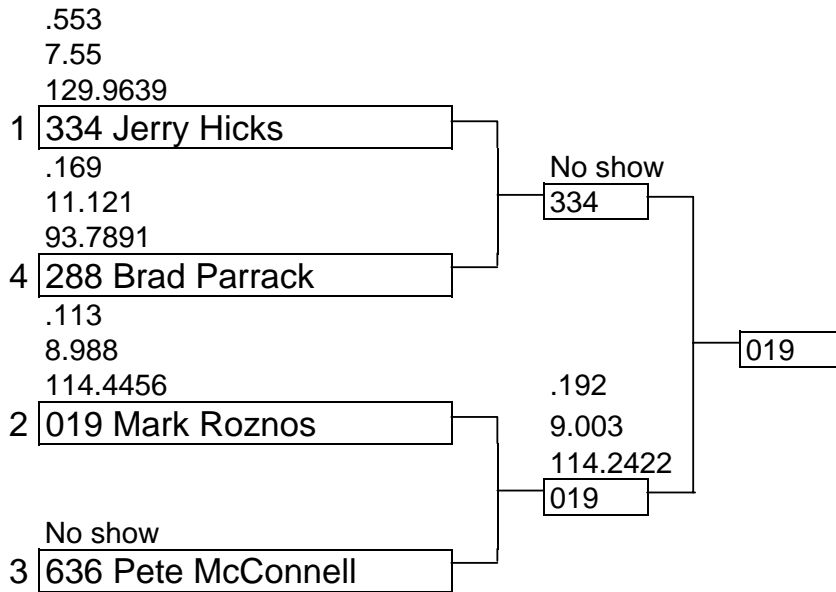 .553
7.55
129.9639
1 334 Jerry Hicks
.169
11.121
93.7891
4 288 Brad Parrack
.113
8.988
114.4456
2 019 Mark Roznos
No show
3 636 Pete McConnell
No show
334
.192
9.003
114.2422
019
019